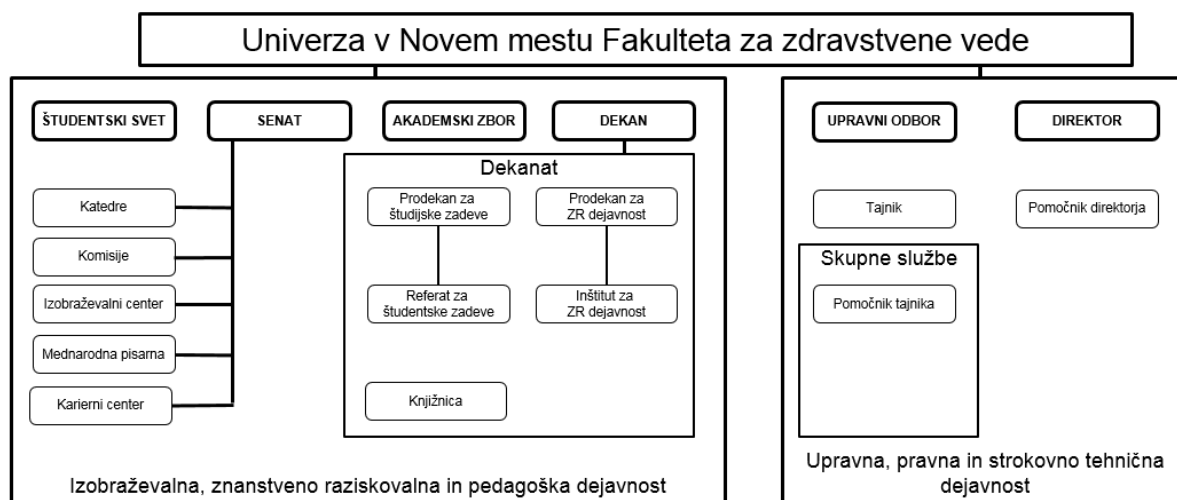 Univerza v Novem mestu Fakulteta za zdravstvene vede
ŠTUDENTSKI SVET
SENAT
AKADEMSKI ZBOR
DEKAN
Dekanat
Katedre
Komisije
Izobraževalni center
Mednarodna pisarna
Karierni center
Prodekan za
študijske zadeve
Prodekan za
ZR dejavnost
Referat za
študentske zadeve
Inštitut za
ZR dejavnost
Knjižnica
Izobraževalna, znanstveno raziskovalna in pedagoška dejavnost
UPRAVNI ODBOR
DIREKTOR
Tajnik
Pomočnik direktorja
Skupne službe
Pomočnik tajnika
Upravna, pravna in strokovno tehnična
dejavnost